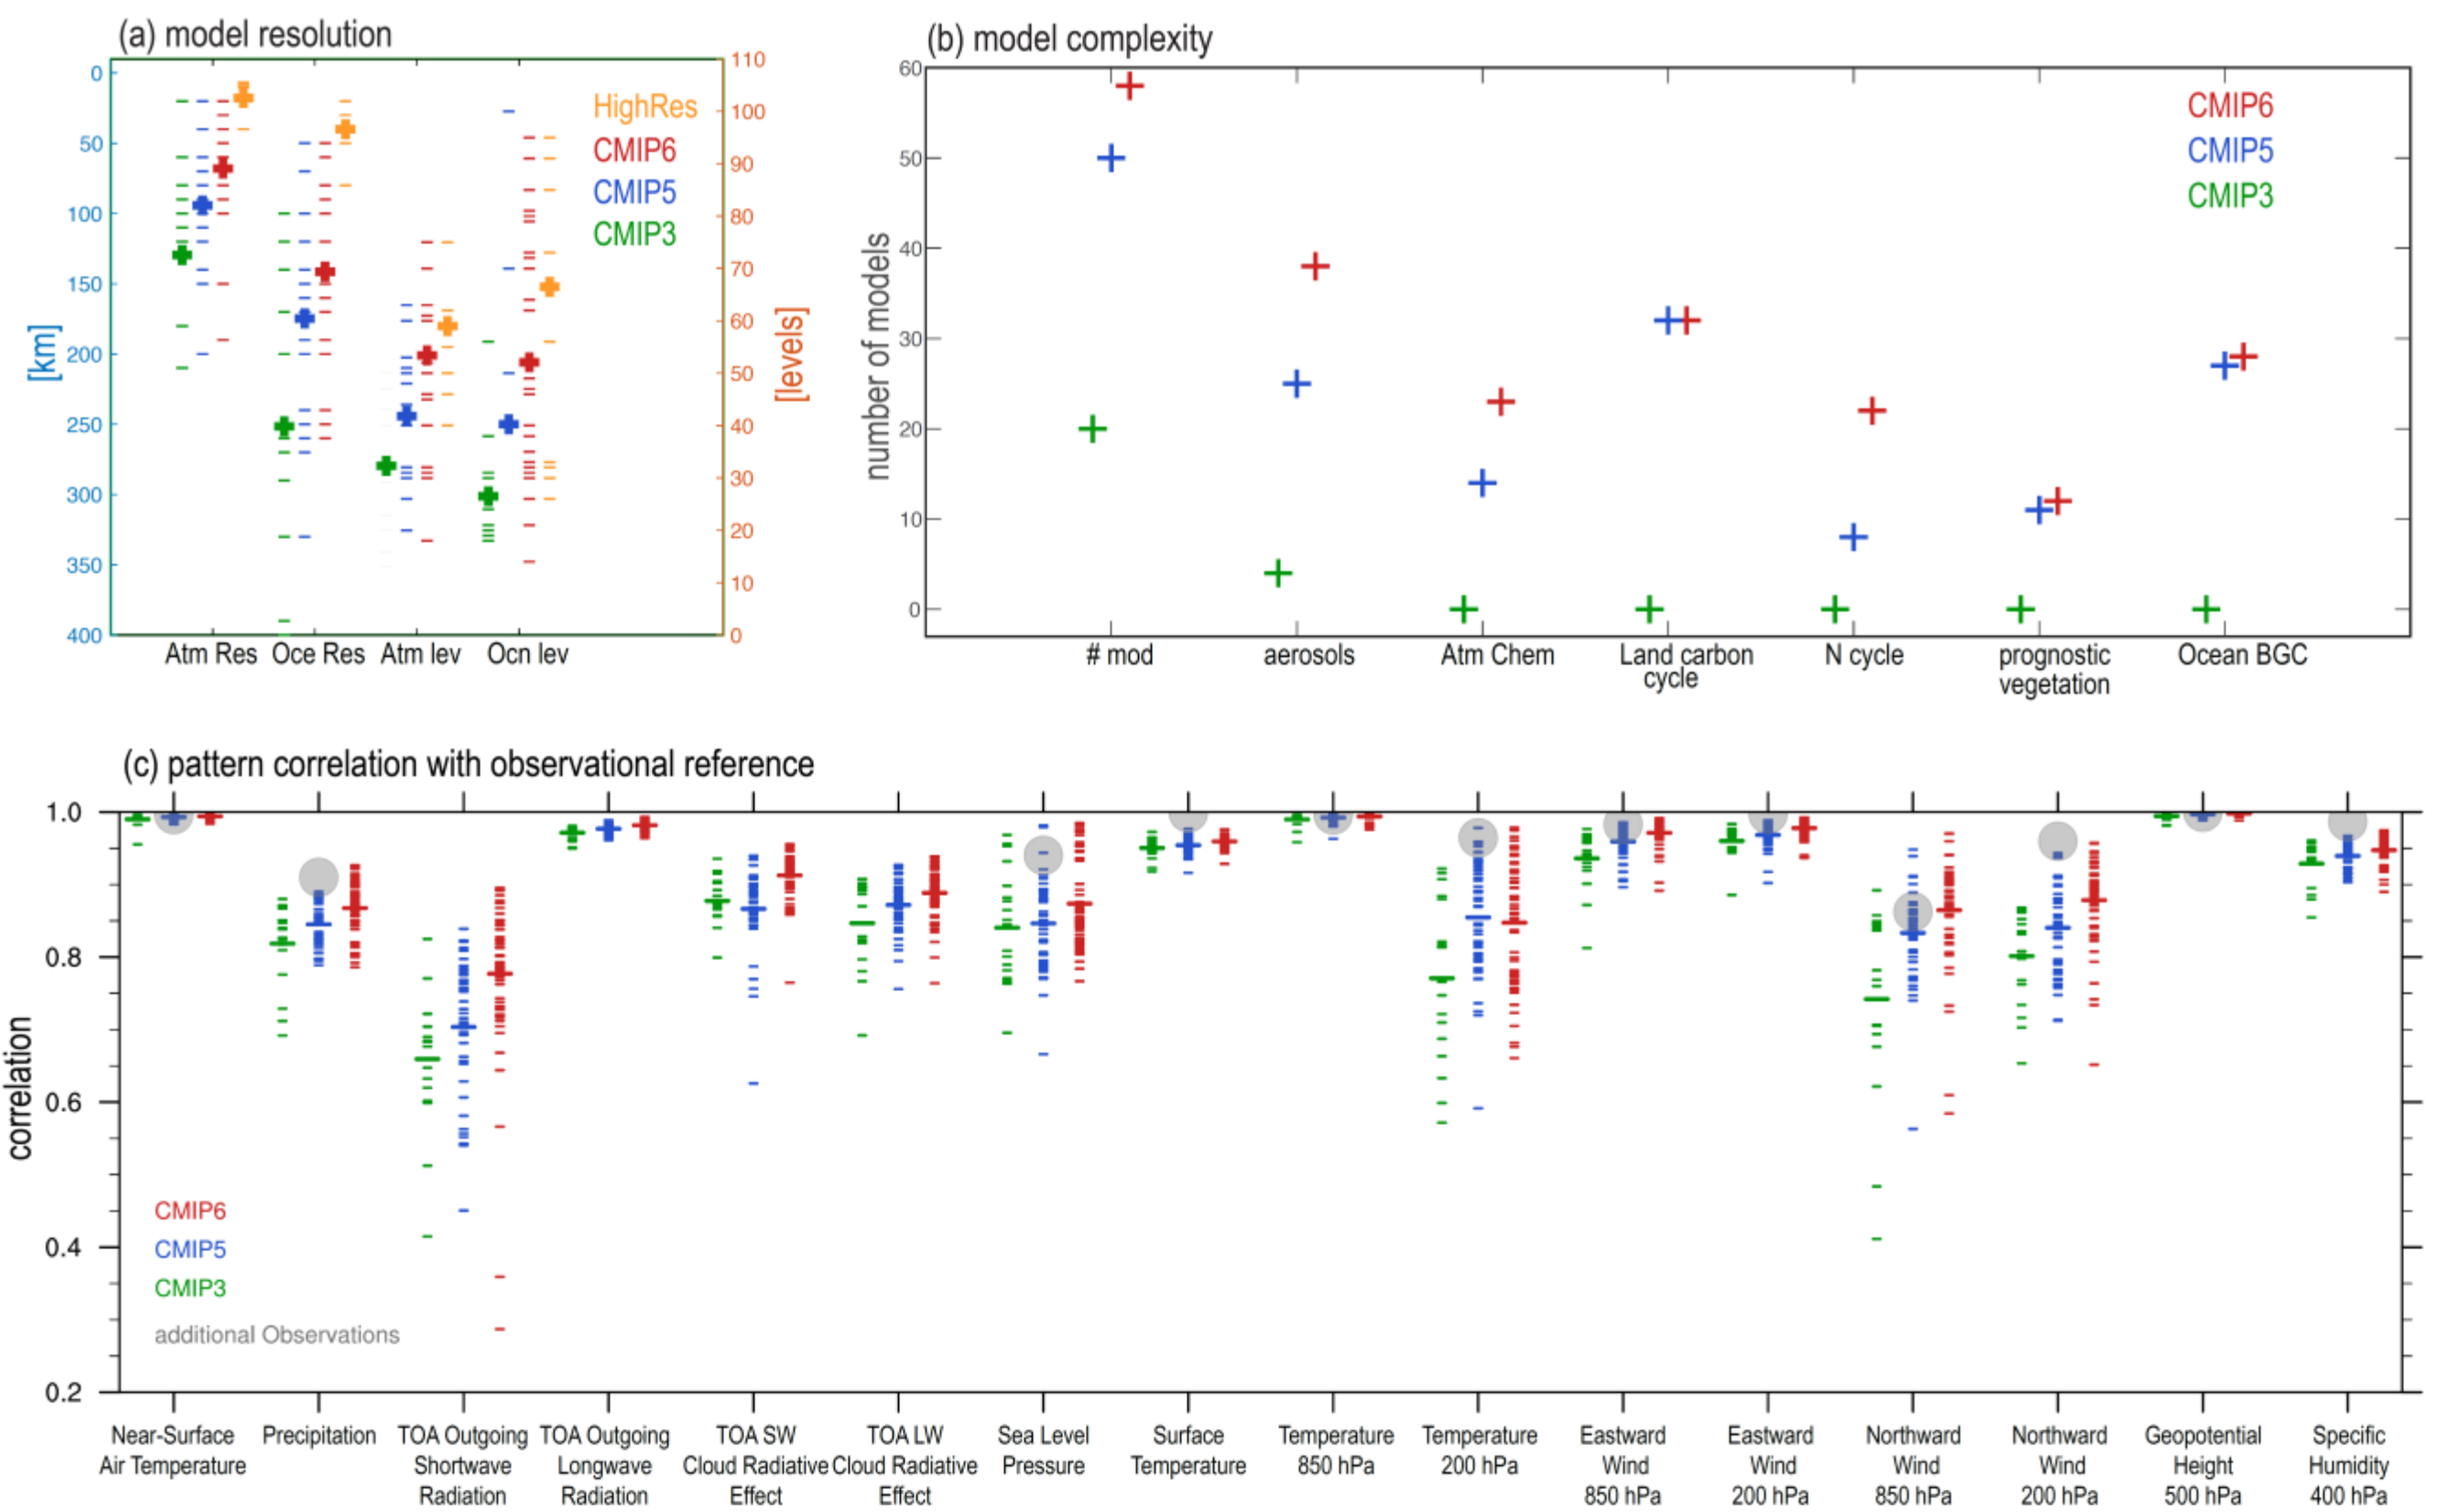 (a) model resolution
0
50
100
150
200
250
300
350
400
[km]
110
100
90
80
70
60
50
40
30
20
10
0
[levels]
HighRes
CMIP6
CMIP5
CMIP3
Atm Res Oce Res Atm lev Ocn lev
(b) model complexity
60
50
40
30
20
10
0
number of models
CMIP6
CMIP5
CMIP3
# mod aerosols Atm Chem Land carbon N cycle prognostic Ocean BGC
cycle vegetation
(c) pattern correlation with observational reference
1.0
0.8
0.6
0.4
0.2
correlation
CMIP6
CMIP5
CMIP3
additional Observations
Near-Surface Precipitation TOA Outgoing TOA Outgoing TOA SW TOA LW Sea Level Surface Temperature Temperature Eastward Eastward Northward Northward Geopotential Specific
Air Temperature Shortwave Longwave Cloud Radiative Cloud Radiative Pressure Temperature 850 hPa 200 hPa Wind Wind Wind Wind Height Humidity
Radiation Radiation Effect Effect 850 hPa 200 hPa 850 hPa 200 hPa 500 hPa 400 hPa